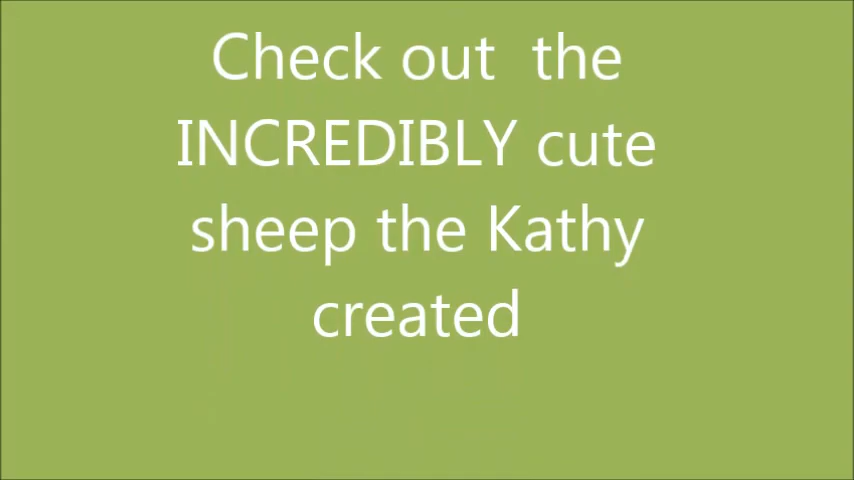 Check out  the
INCREDIBLY cute
sheep the Kathy
created